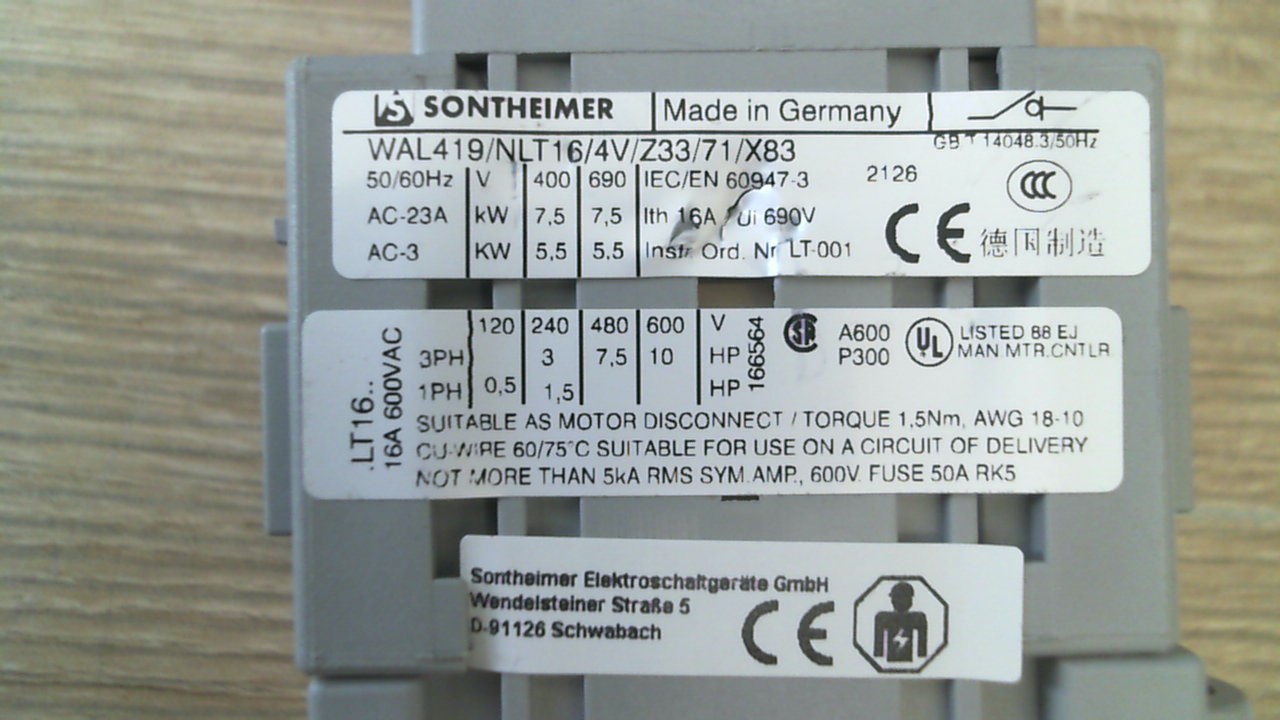 SONTHEIMER Made in Germany
WAL419/NLT16/4V/Z33/71/X83
GB T 14048.3/50Hz
50/60Hz V 400 690 IEC/EN 60947-3 2126
CCC
AC-23A kW 7,5 7,5 Ith 16A Ui 690V
CE 德国制造
AC-3 KW 5,5 5,5 Instr. Ord. Nr LT-001
.LT16..
16A 600VAC
120 240 480 600 V
3PH 3 7,5 10 HP
1PH 0,5 1,5 HP
166564
A600
P300
UL LISTED 88 EJ
MAN.MTR.CNTLR
SUITABLE AS MOTOR DISCONNECT / TORQUE 1,5Nm, AWG 18-10
CU-WIRE 60/75°C SUITABLE FOR USE ON A CIRCUIT OF DELIVERY
NOT MORE THAN 5kA RMS SYM.AMP., 600V. FUSE 50A RK5
Sontheimer Elektroschaltgeräte GmbH
Wendelsteiner Straße 5
D-91126 Schwabach
CE